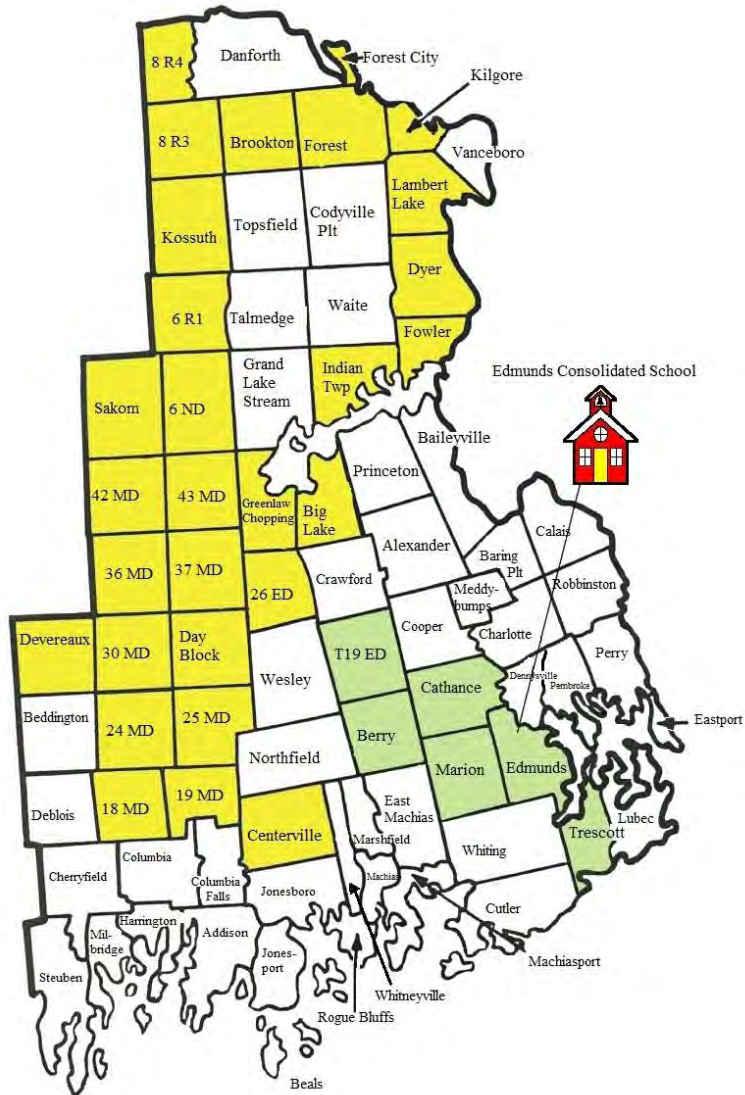 8 R4
Danforth
Forest City
Kilgore
8 R3
Brookton
Forest
Vanceboro
Lambert
Lake
Kossuth
Topsfield
Codyville
Plt
Dyer
6 R1
Talmedge
Waite
Fowler
Grand
Lake
Stream
Indian
Twp
Edmunds Consolidated School
Sakom
6 ND
Baileyville
Princeton
42 MD
43 MD
Greenlaw
Chopping
Big
Lake
Calais
Alexander
Baring
Plt
36 MD
37 MD
26 ED
Crawford
Meddy-
bumps
Robbinston
Cooper
Charlotte
Devereaux
30 MD
Day
Block
T19 ED
Wesley
Perry
Dennysville
Pembroke
Cathance
Beddington
24 MD
25 MD
Eastport
Berry
Northfield
Marion
Edmunds
Deblois
18 MD
19 MD
East
Machias
Lubec
Centerville
Marshfield
Trescott
Whiting
Cherryfield
Columbia
Columbia
Falls
Jonesboro
Machias
Cutler
Harrington
Mil-
bridge
Addison
Jones-
port
Machiasport
Steuben
Whitneyville
Rogue Bluffs
Beals